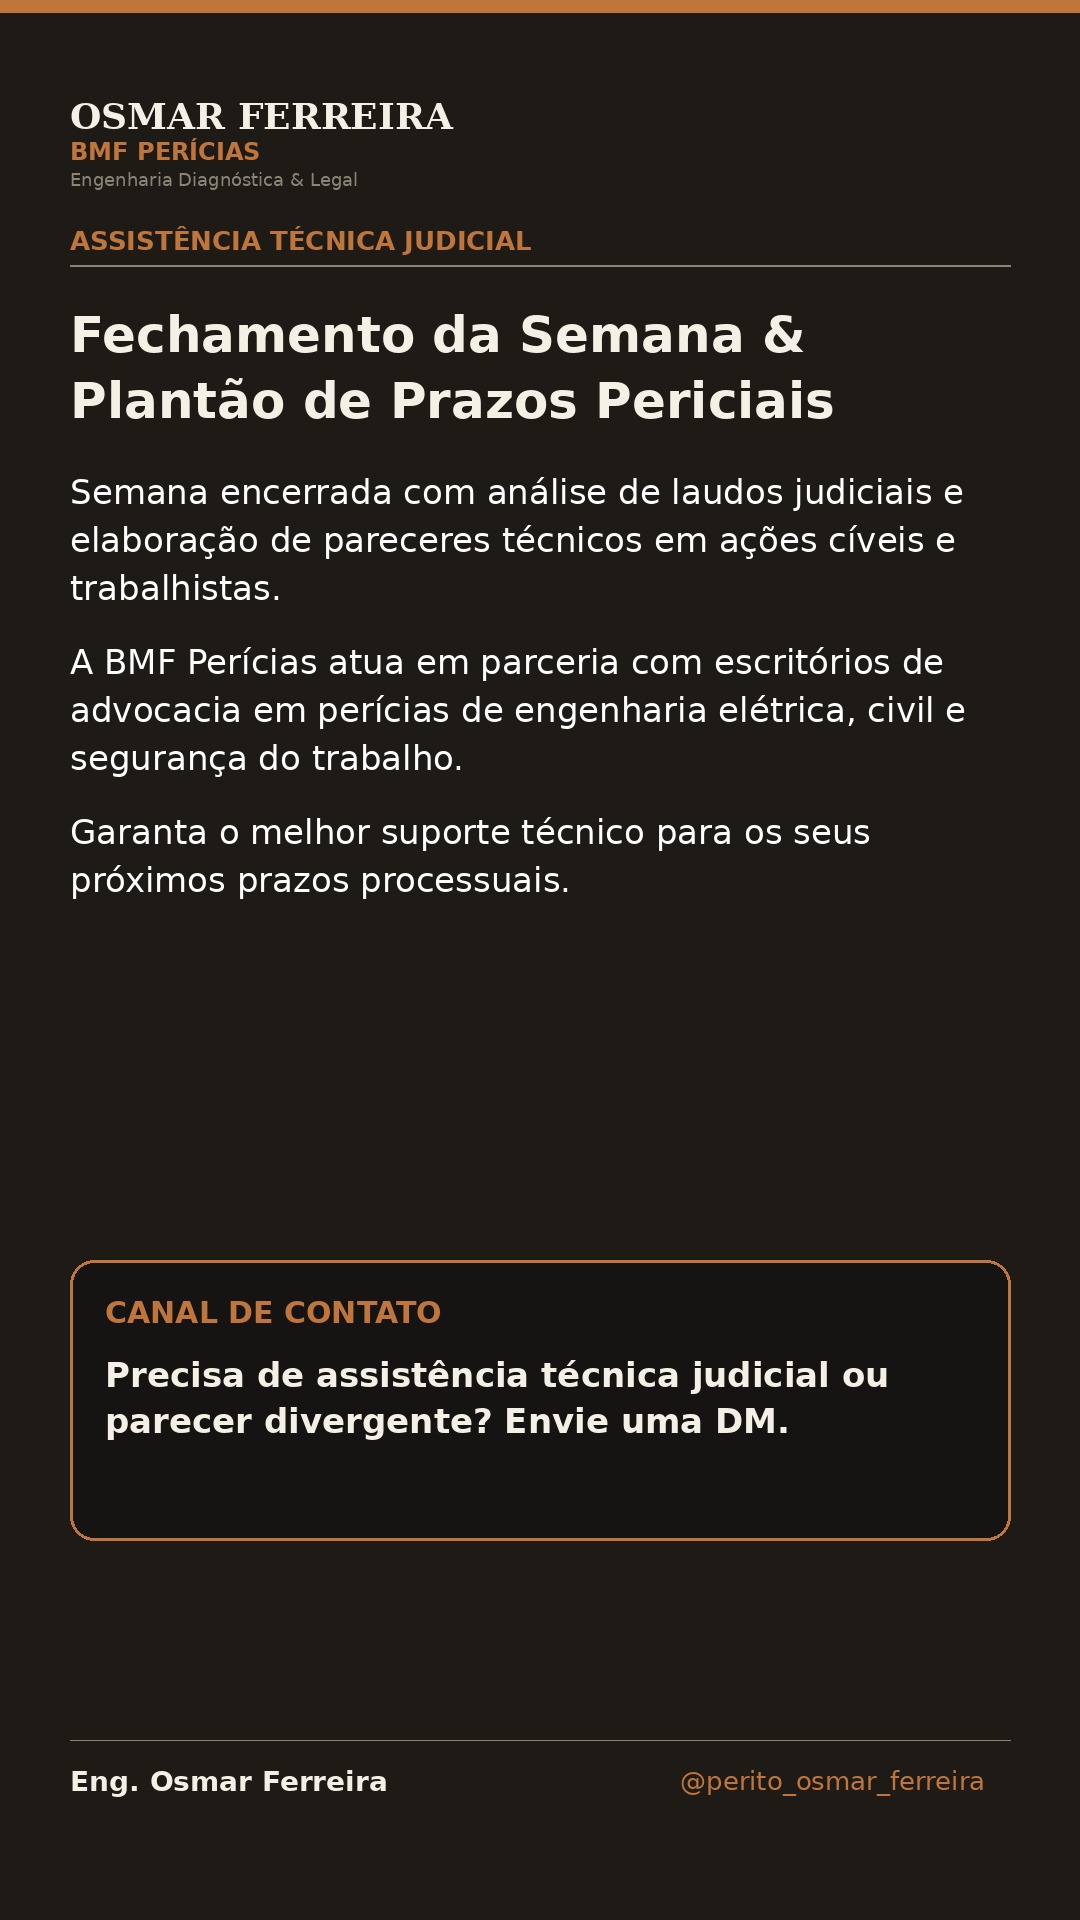 OSMAR FERREIRA
BMF PERÍCIAS
Engenharia Diagnóstica & Legal
ASSISTÊNCIA TÉCNICA JUDICIAL
Fechamento da Semana &
Plantão de Prazos Periciais
Semana encerrada com análise de laudos judiciais e
elaboração de pareceres técnicos em ações cíveis e
trabalhistas.
A BMF Perícias atua em parceria com escritórios de
advocacia em perícias de engenharia elétrica, civil e
segurança do trabalho.
Garanta o melhor suporte técnico para os seus
próximos prazos processuais.
CANAL DE CONTATO
Precisa de assistência técnica judicial ou
parecer divergente? Envie uma DM.
Eng. Osmar Ferreira
@perito_osmar_ferreira